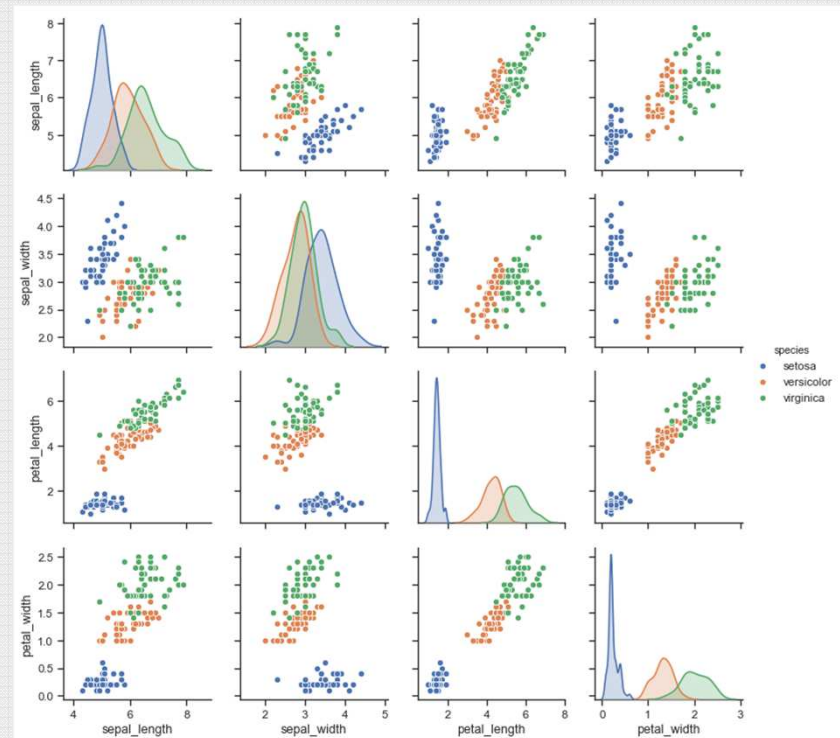 8
7
6
5
sepal_length
4.5
4.0
3.5
3.0
2.5
2.0
sepal_width
species
setosa
versicolor
virginica
6
4
2
petal_length
2.5
2.0
1.5
1.0
0.5
0.0
petal_width
4 6 8 2 3 4 5 2 4 6 8 0 1 2 3
sepal_length sepal_width petal_length petal_width